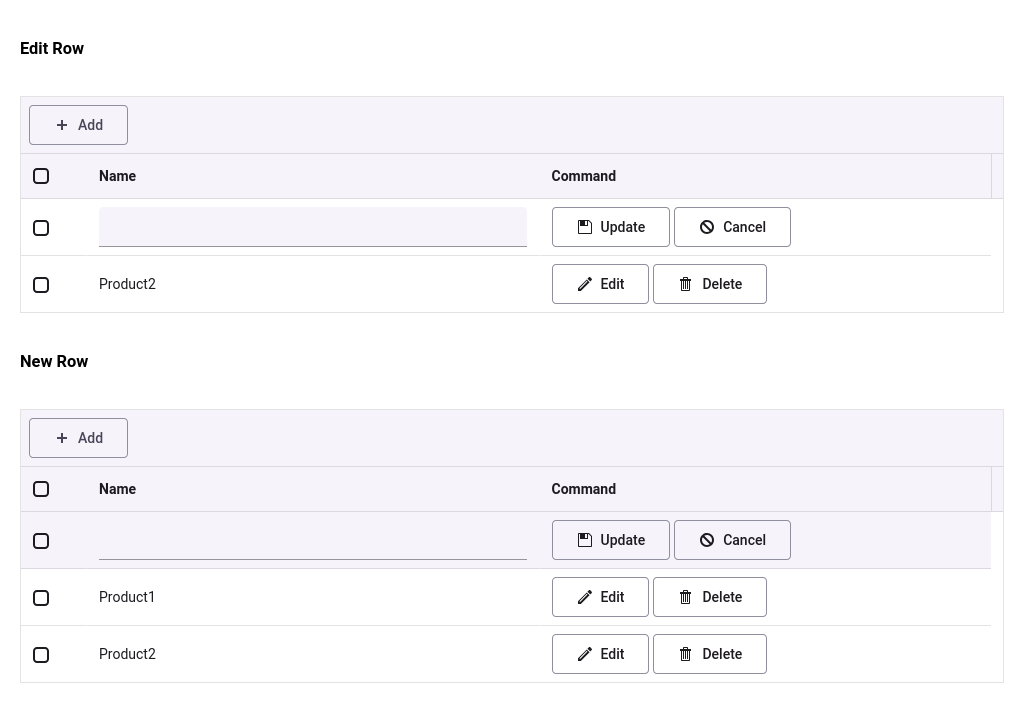 Edit Row
Add
Name Command
Update Cancel
Product2 Edit Delete
New Row
Add
Name Command
Update Cancel
Product1 Edit Delete
Product2 Edit Delete